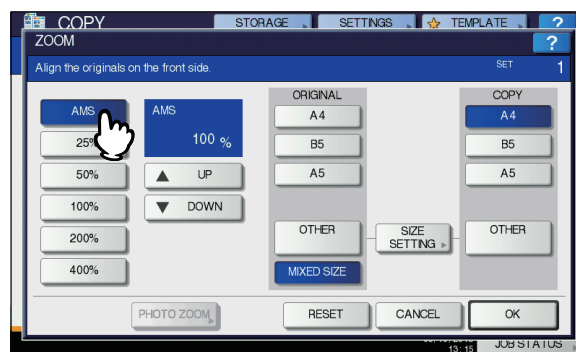 COPY STORAGE SETTINGS TEMPLATE ?
ZOOM ?
Align the originals on the front side. SET 1
ORIGINAL COPY
AMS AMS A4 A4
25% 100 % B5 B5
50% UP A5 A5
100% DOWN
200% OTHER SIZE SETTING OTHER
400% MIXED SIZE
PHOTO ZOOM RESET CANCEL OK
13:15 JOB STATUS